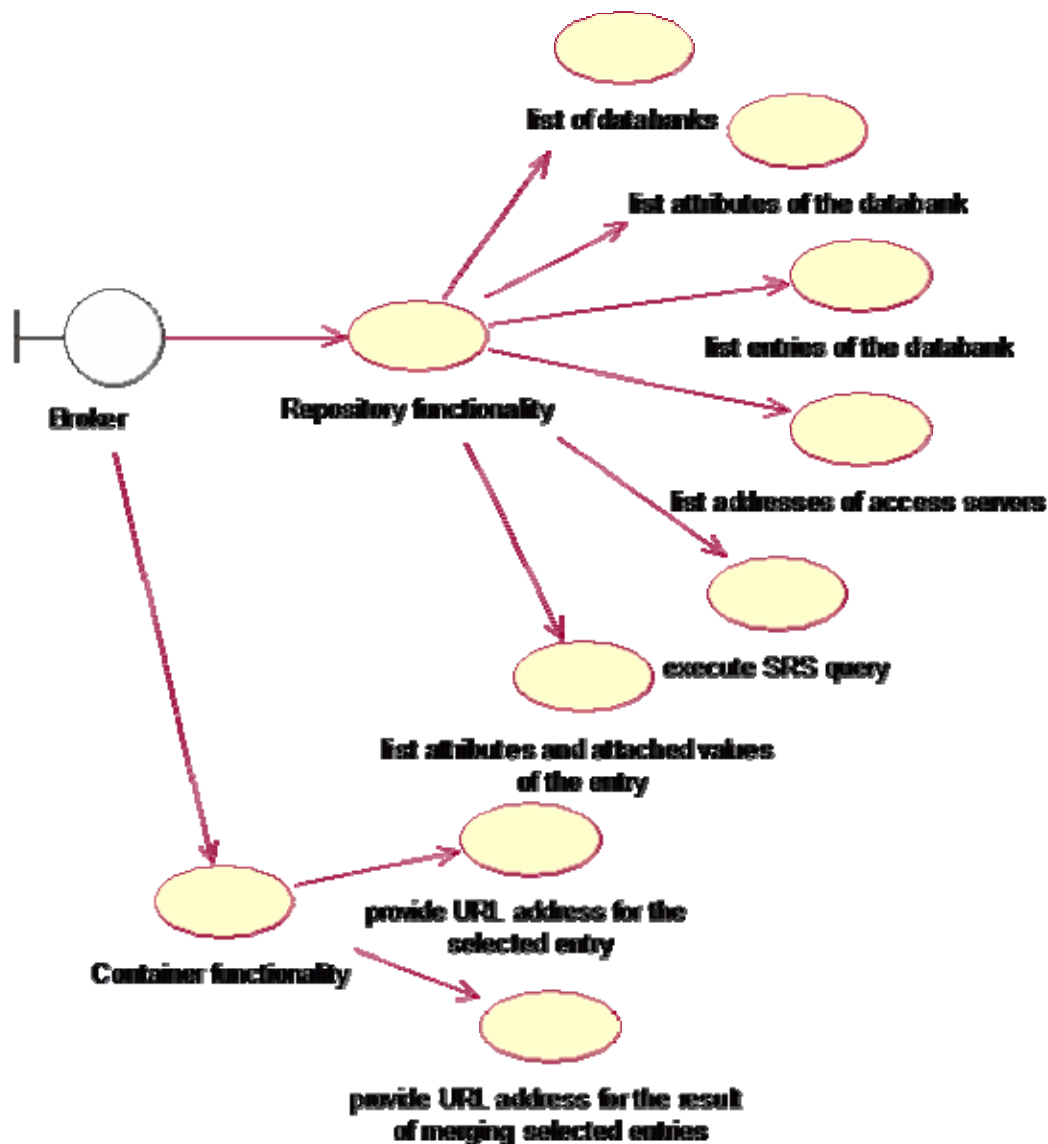 list of databanks
list attributes of the databank
list entries of the databank
Broker
Repository functionality
list addresses of access servers
execute SRS query
list attributes and attached values
of the entry
provide URL address for the
selected entry
Container functionality
provide URL address for the result
of merging selected entries